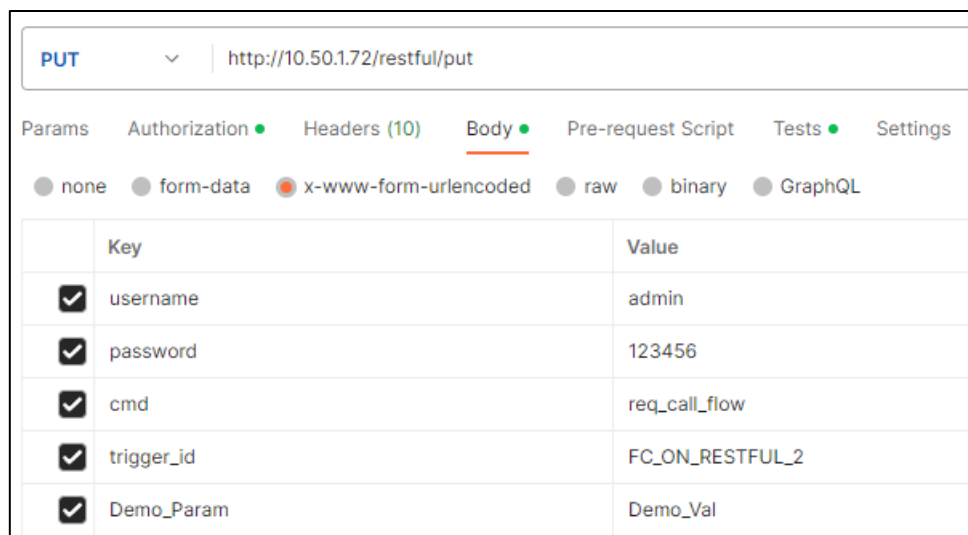 PUT http://10.50.1.72/restful/put
Params Authorization Headers (10) Body Pre-request Script Tests Settings
none form-data x-www-form-urlencoded raw binary GraphQL
Key Value
username admin
password 123456
cmd req_call_flow
trigger_id FC_ON_RESTFUL_2
Demo_Param Demo_Val